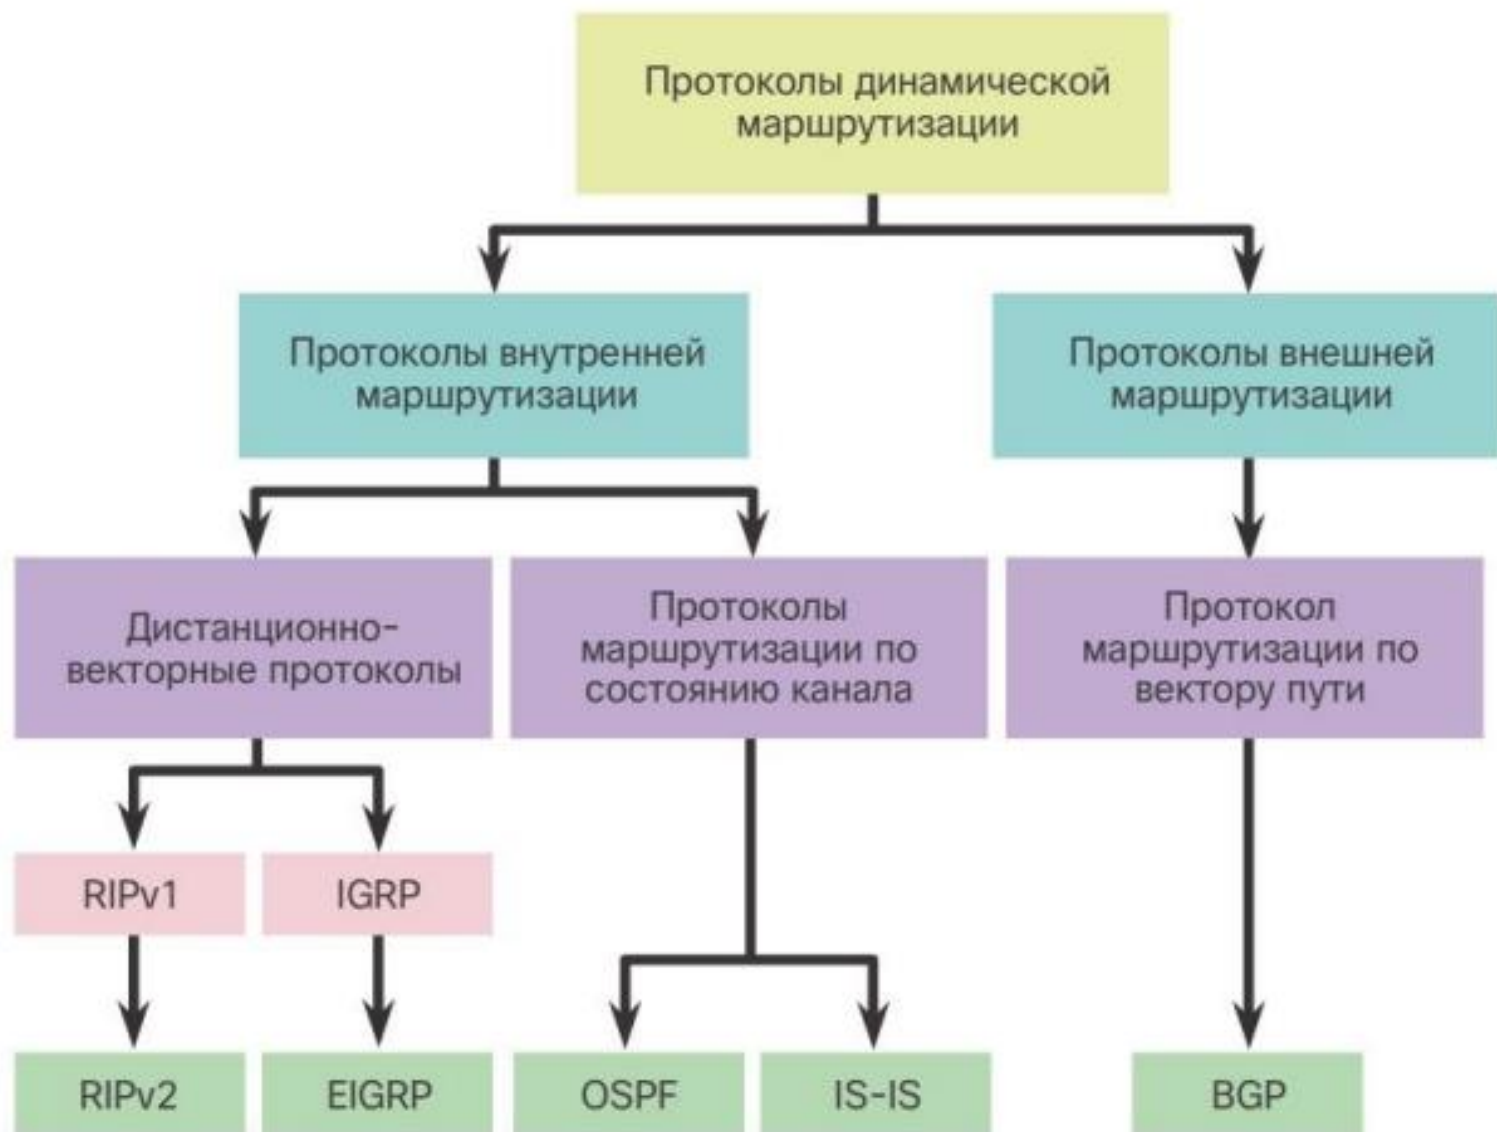 Протоколы динамической
маршрутизации
Протоколы внутренней
маршрутизации
Протоколы внешней
маршрутизации
Дистанционно-
векторные протоколы
Протоколы
маршрутизации по
состоянию канала
Протокол
маршрутизации по
вектору пути
RIPv1
IGRP
RIPv2
EIGRP
OSPF
IS-IS
BGP